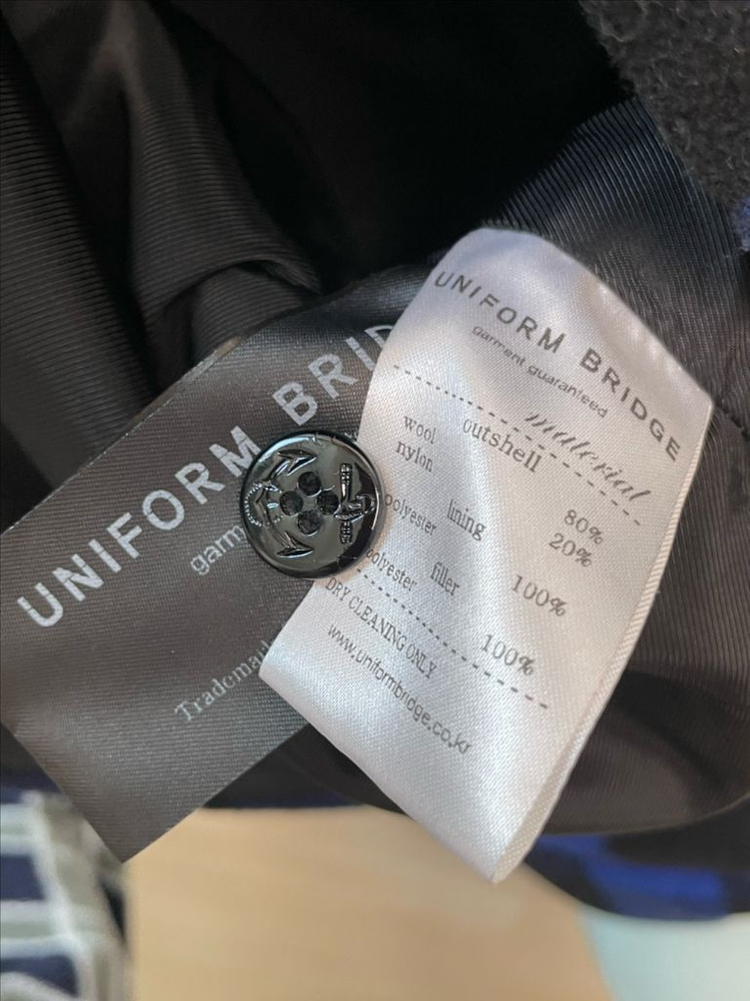 UNIFORM BRID
garm
Tradema
UNIFORM BRIDGE
garment guaranteed
material
outshell
wool 80%
nylon 20%
lining
polyester 100%
filler
polyester 100%
DRY CLEANING ONLY
www.uniformbridge.co.kr